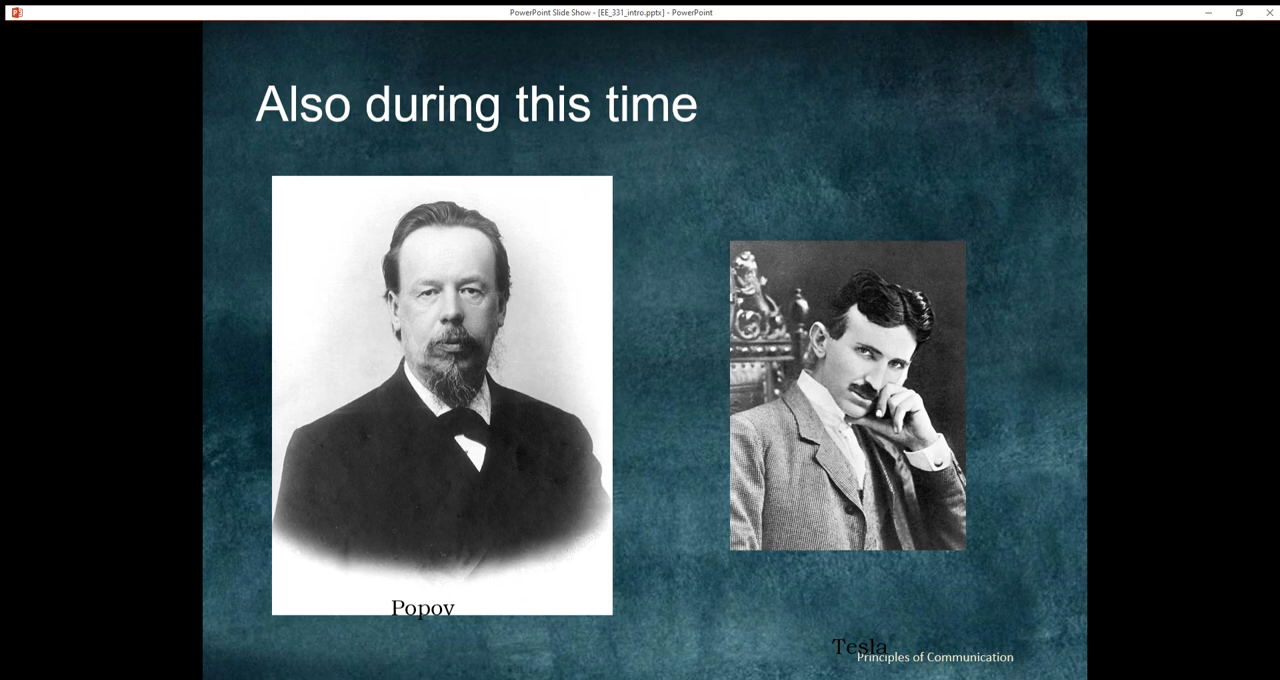 PowerPoint Slide Show - [EE_331_intro.pptx] - PowerPoint
Also during this time
Popov
Tesla
Principles of Communication